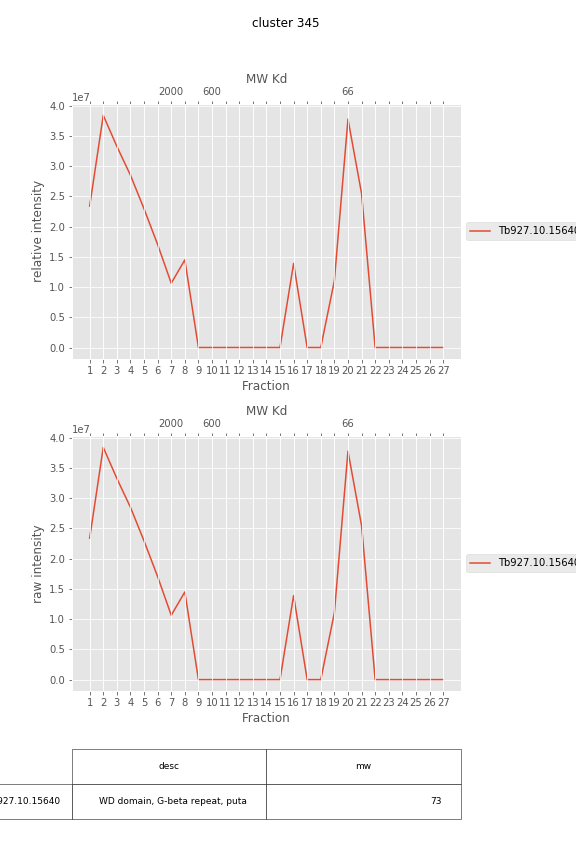 cluster 345
MW Kd
2000 600 66
1e7
4.0
3.5
3.0
2.5
2.0
1.5
1.0
0.5
0.0
relative intensity
Tb927.10.15640
1 2 3 4 5 6 7 8 9 10 11 12 13 14 15 16 17 18 19 20 21 22 23 24 25 26 27
Fraction
MW Kd
2000 600 66
1e7
4.0
3.5
3.0
2.5
2.0
1.5
1.0
0.5
0.0
raw intensity
Tb927.10.15640
1 2 3 4 5 6 7 8 9 10 11 12 13 14 15 16 17 18 19 20 21 22 23 24 25 26 27
Fraction
desc mw
927.10.15640 WD domain, G-beta repeat, puta 73